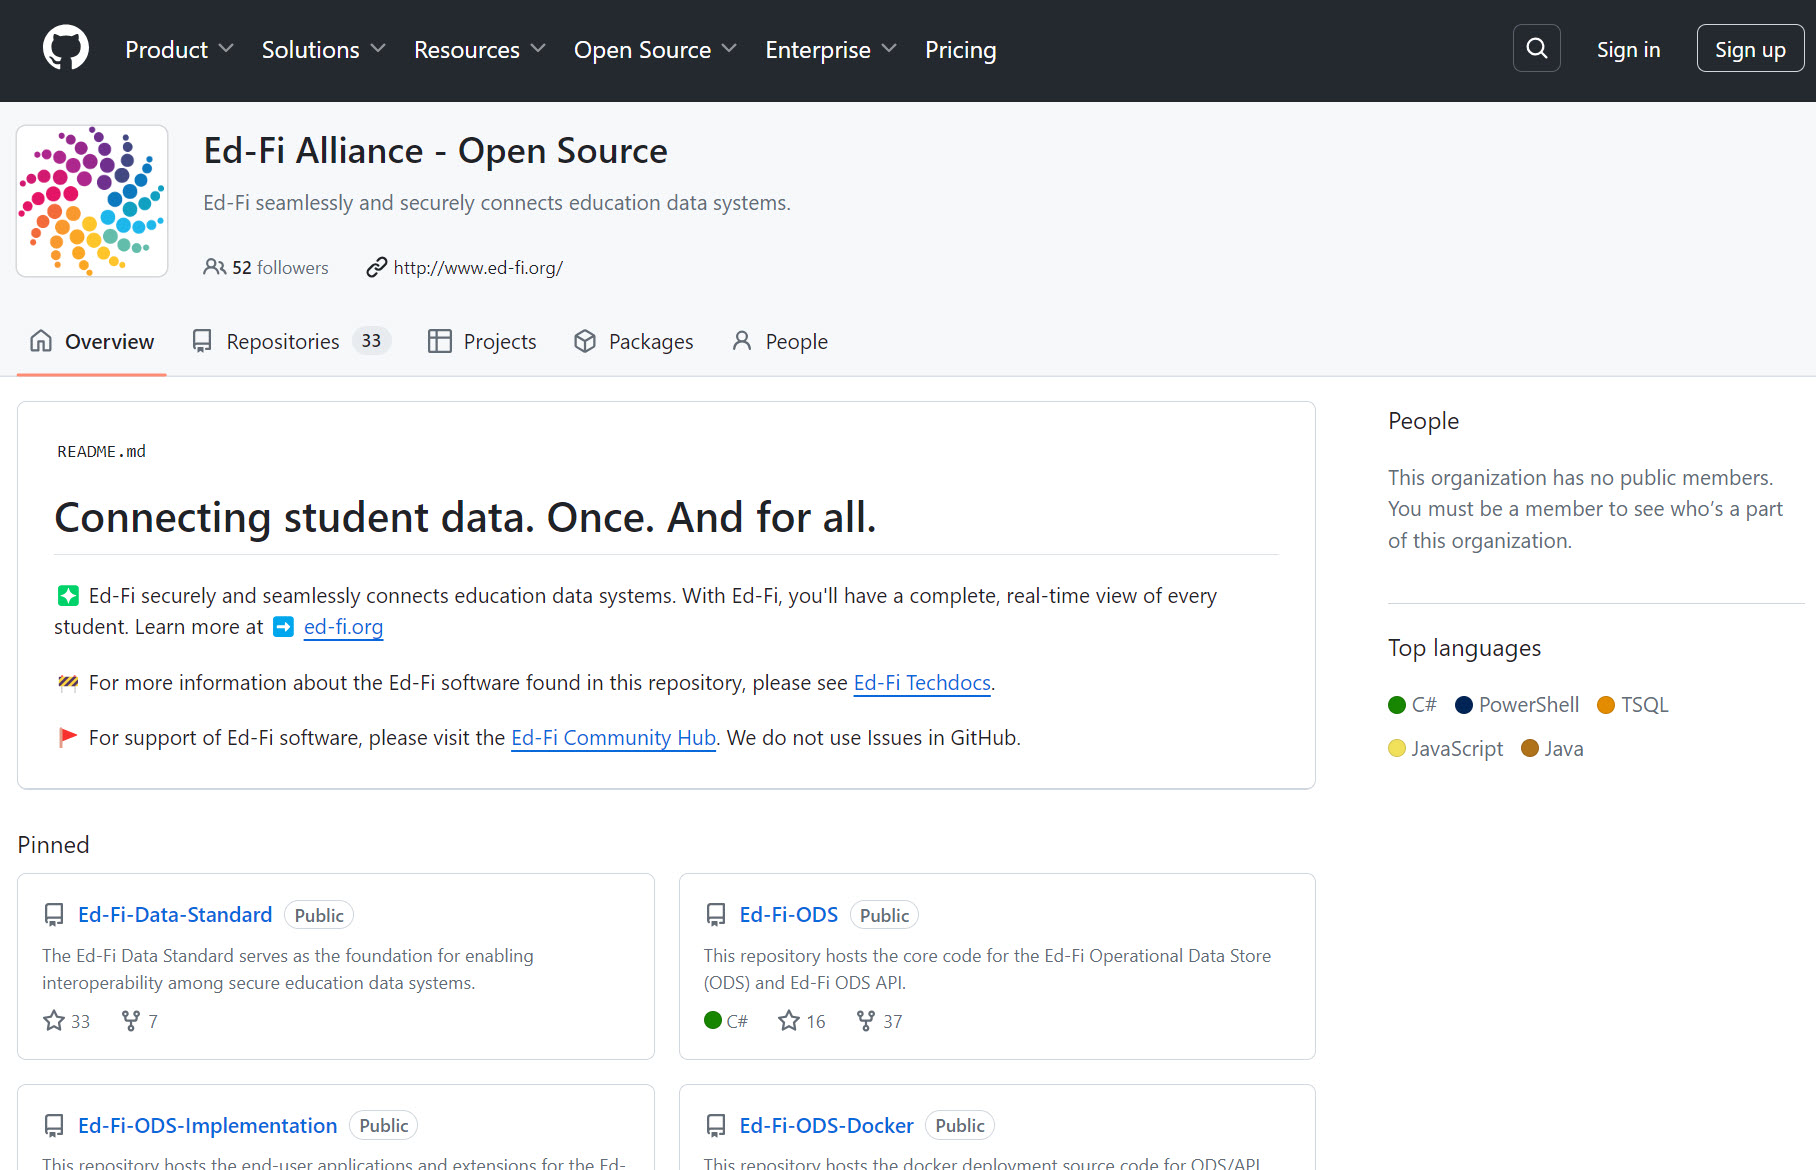 Product Solutions Resources Open Source Enterprise Pricing Sign in Sign up
Ed-Fi Alliance - Open Source
Ed-Fi seamlessly and securely connects education data systems.
52 followers http://www.ed-fi.org/
Overview Repositories 33 Projects Packages People
README.md
Connecting student data. Once. And for all.
Ed-Fi securely and seamlessly connects education data systems. With Ed-Fi, you'll have a complete, real-time view of every
student. Learn more at ➡️ ed-fi.org
For more information about the Ed-Fi software found in this repository, please see Ed-Fi Techdocs.
For support of Ed-Fi software, please visit the Ed-Fi Community Hub. We do not use Issues in GitHub.
People
This organization has no public members.
You must be a member to see who’s a part
of this organization.
Top languages
C# PowerShell TSQL
JavaScript Java
Pinned
Ed-Fi-Data-Standard Public
The Ed-Fi Data Standard serves as the foundation for enabling
interoperability among secure education data systems.
33 7
Ed-Fi-ODS Public
This repository hosts the core code for the Ed-Fi Operational Data Store
(ODS) and Ed-Fi ODS API.
C# 16 37
Ed-Fi-ODS-Implementation Public
This repository hosts the end-user applications and extensions for the Ed-
Ed-Fi-ODS-Docker Public
This repository hosts the docker deployment source code for ODS/API